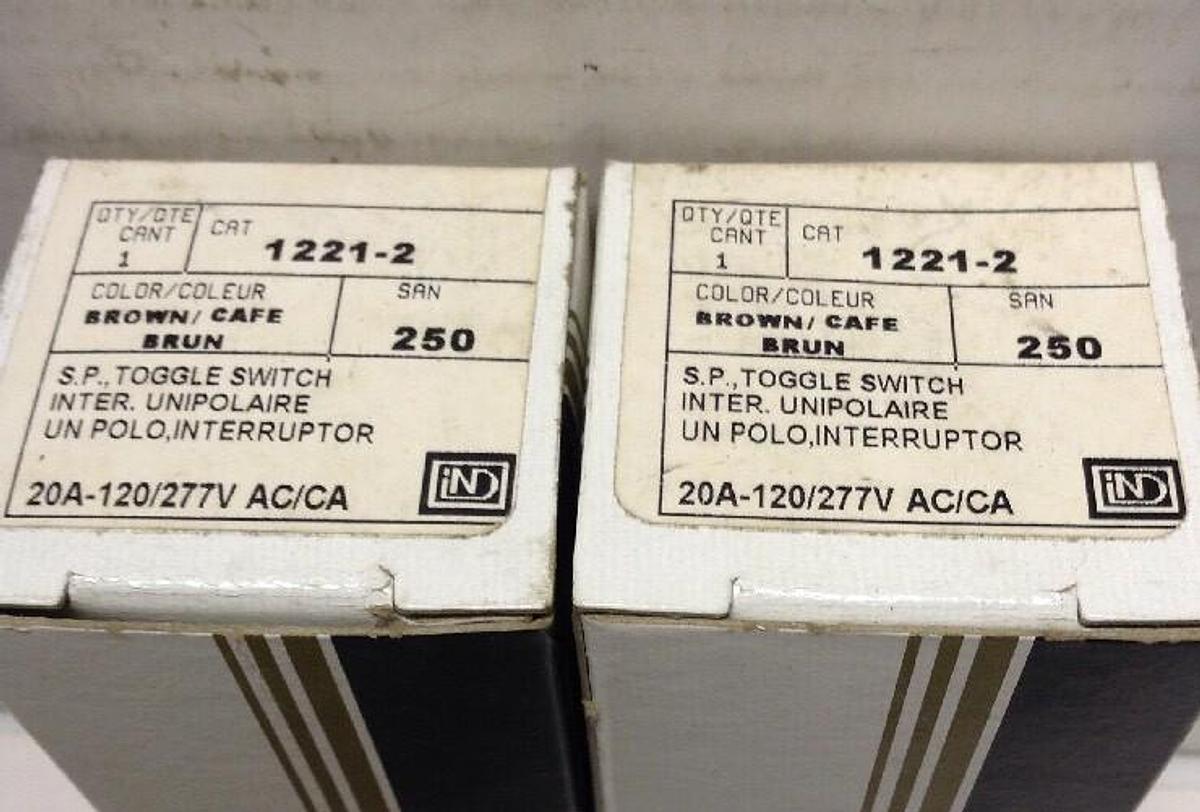 QTY/QTE
CANT
1
CAT
1221-2
COLOR/COLEUR
BROWN/ CAFE
BRUN
SAN
250
S.P.,TOGGLE SWITCH
INTER. UNIPOLAIRE
UN POLO,INTERRUPTOR
20A-120/277V AC/CA
iND
QTY/QTE
CANT
1
CAT
1221-2
COLOR/COLEUR
BROWN/ CAFE
BRUN
SAN
250
S.P.,TOGGLE SWITCH
INTER. UNIPOLAIRE
UN POLO,INTERRUPTOR
20A-120/277V AC/CA
iND